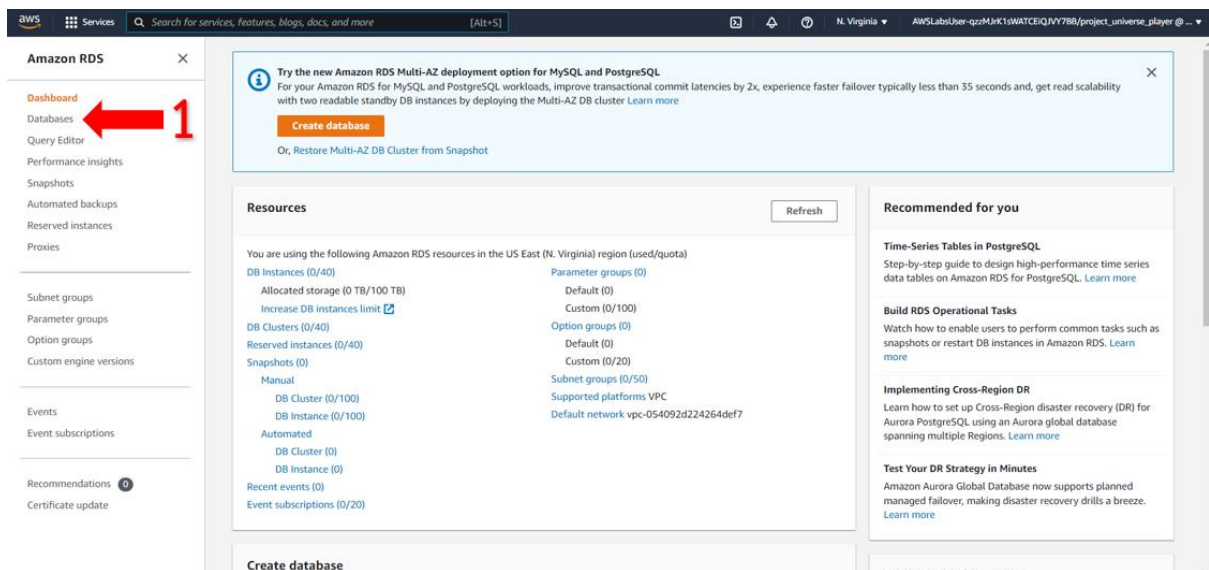 aws
Services
Search for services, features, blogs, docs, and more
[Alt+S]
N. Virginia
AWSLabsUser-qzzMJrK1sWATCEiQJVY7BB/project_universe_player @ ...
Amazon RDS
Dashboard
Databases
1
Query Editor
Performance insights
Snapshots
Automated backups
Reserved instances
Proxies
Subnet groups
Parameter groups
Option groups
Custom engine versions
Events
Event subscriptions
Recommendations 0
Certificate update
Try the new Amazon RDS Multi-AZ deployment option for MySQL and PostgreSQL
For your Amazon RDS for MySQL and PostgreSQL workloads, improve transactional commit latencies by 2x, experience faster failover typically less than 35 seconds and, get read scalability
with two readable standby DB instances by deploying the Multi-AZ DB cluster Learn more
Create database
Or, Restore Multi-AZ DB Cluster from Snapshot
Resources
Refresh
You are using the following Amazon RDS resources in the US East (N. Virginia) region (used/quota)
DB Instances (0/40)
Allocated storage (0 TB/100 TB)
Increase DB instances limit
DB Clusters (0/40)
Reserved instances (0/40)
Snapshots (0)
Manual
DB Cluster (0/100)
DB Instance (0/100)
Automated
DB Cluster (0)
DB Instance (0)
Recent events (0)
Event subscriptions (0/20)
Parameter groups (0)
Default (0)
Custom (0/100)
Option groups (0)
Default (0)
Custom (0/20)
Subnet groups (0/50)
Supported platforms VPC
Default network vpc-054092d224264def7
Create database
Recommended for you
Time-Series Tables in PostgreSQL
Step-by-step guide to design high-performance time series
data tables on Amazon RDS for PostgreSQL. Learn more
Build RDS Operational Tasks
Watch how to enable users to perform common tasks such as
snapshots or restart DB instances in Amazon RDS. Learn
more
Implementing Cross-Region DR
Learn how to set up Cross-Region disaster recovery (DR) for
Aurora PostgreSQL using an Aurora global database
spanning multiple Regions. Learn more
Test Your DR Strategy in Minutes
Amazon Aurora Global Database now supports planned
managed failover, making disaster recovery drills a breeze.
Learn more